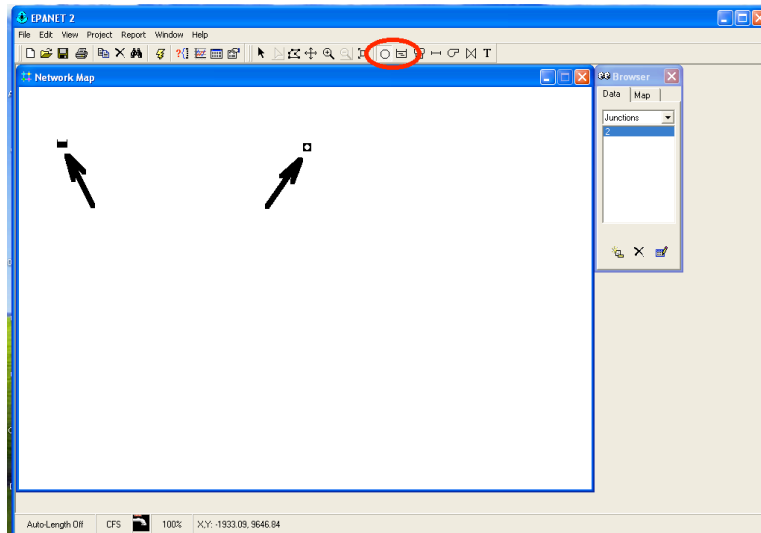 EPANET 2
File Edit View Project Report Window Help
T
Network Map
Browser
Data Map
Junctions
2
Auto-Length Off CFS 100% X,Y: -1933.09, 9646.84